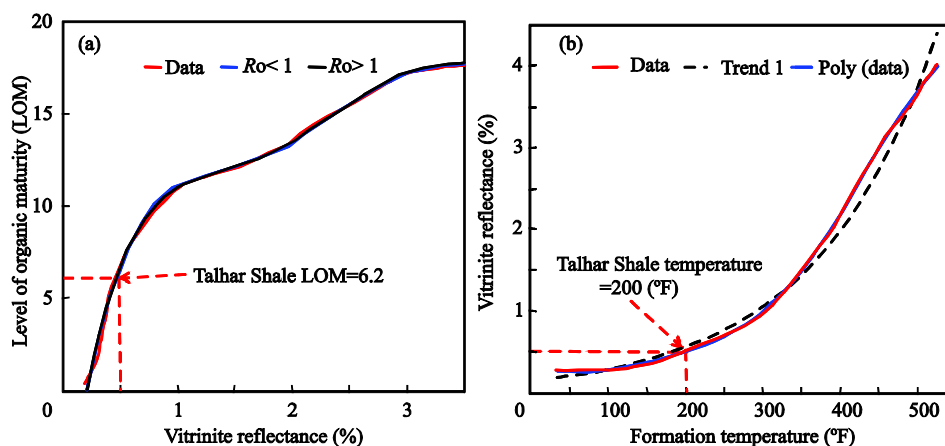 (a)
Data
Ro< 1
Ro> 1
Level of organic maturity (LOM)
20
15
10
5
0
1
2
3
Talhar Shale LOM=6.2
Vitrinite reflectance (%)
(b)
Data
Trend 1
Poly (data)
Vitrinite reflectance (%)
4
3
2
1
0
100
200
300
400
500
Talhar Shale temperature
=200 (ºF)
Formation temperature (ºF)